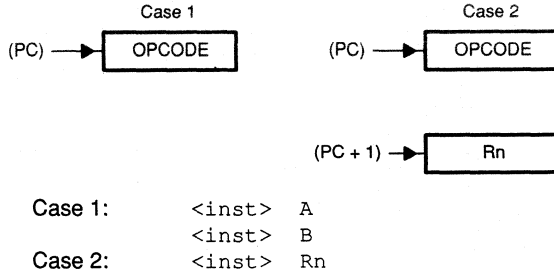 Case 1 Case 2
(PC) OPCODE (PC) OPCODE
(PC + 1) Rn
Case 1: <inst> A
<inst> B
Case 2: <inst> Rn